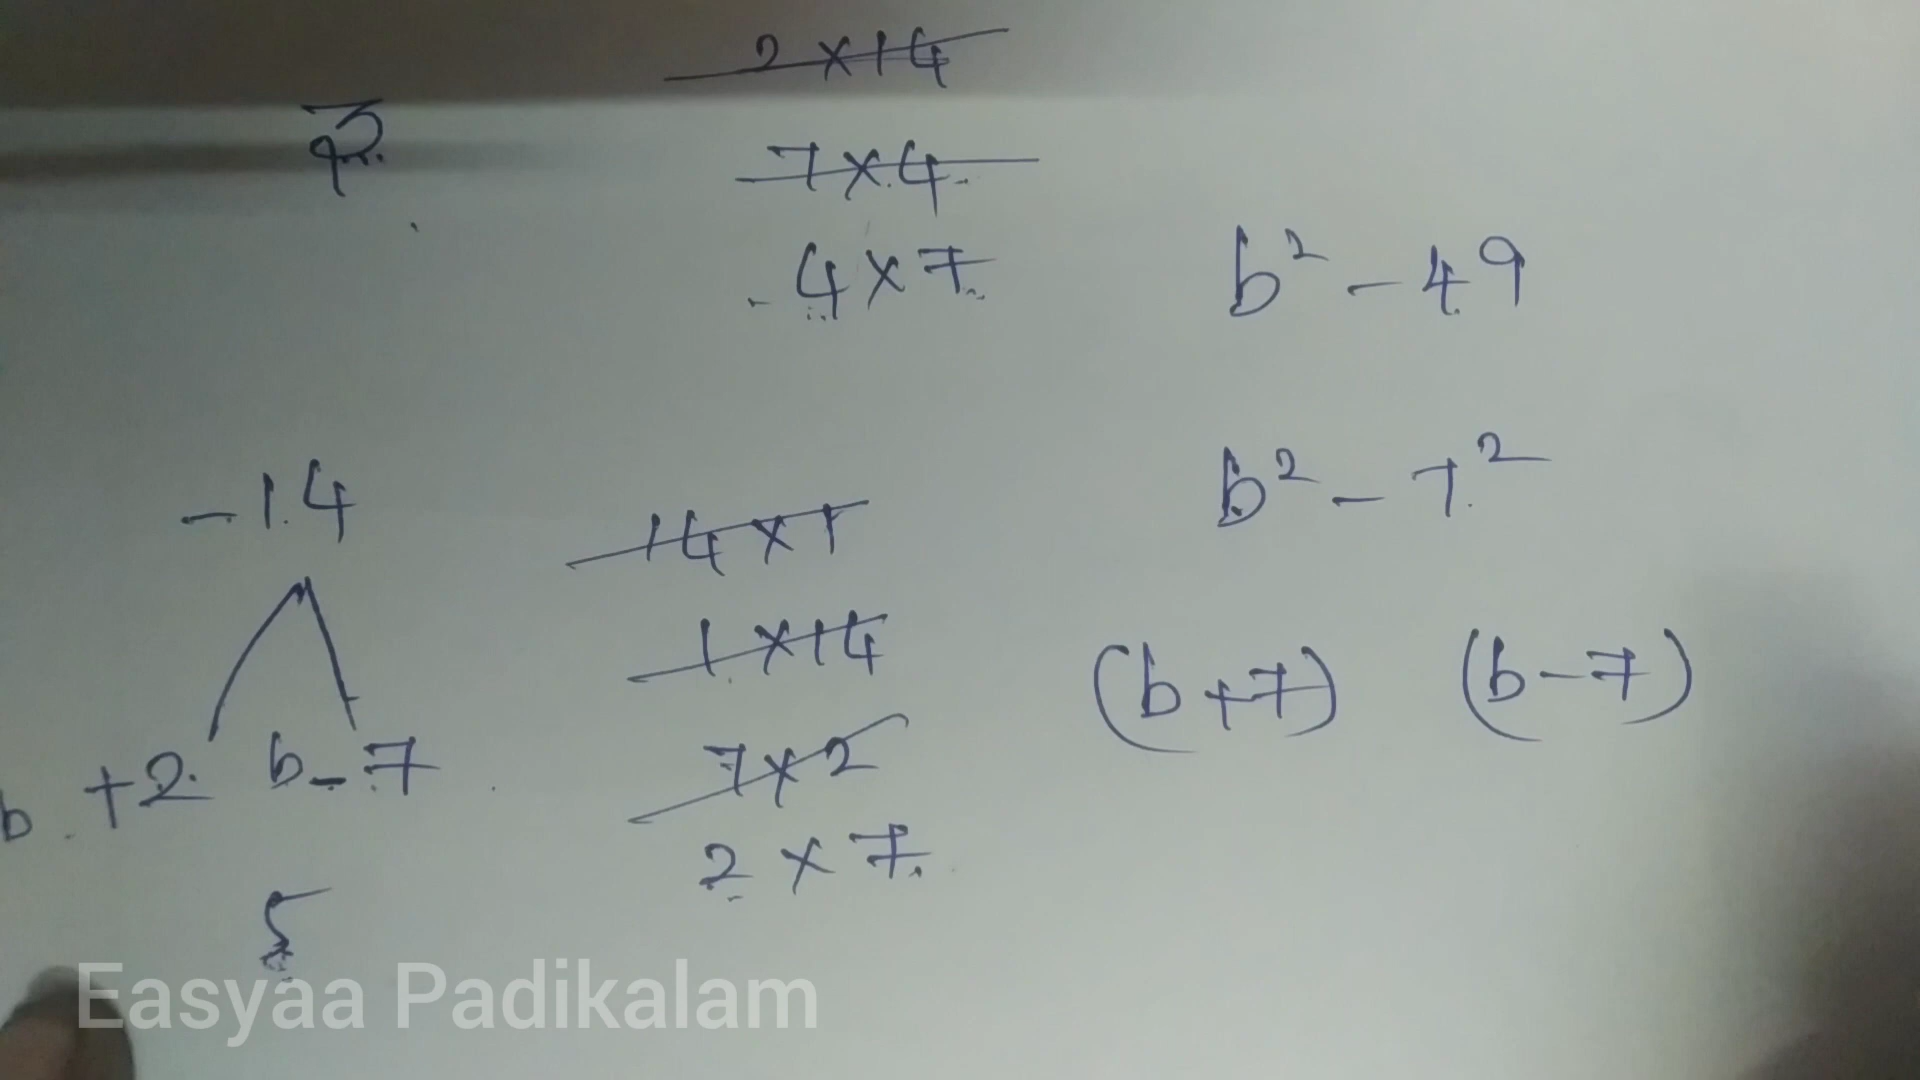 2 × 14
7 × 4
4 × 7
b² - 49
b² - 7²
(b + 7) (b - 7)
-14
b +2 b - 7
5
14 × 1
1 × 14
7 × 2
2 × 7
Easyaa Padikalam